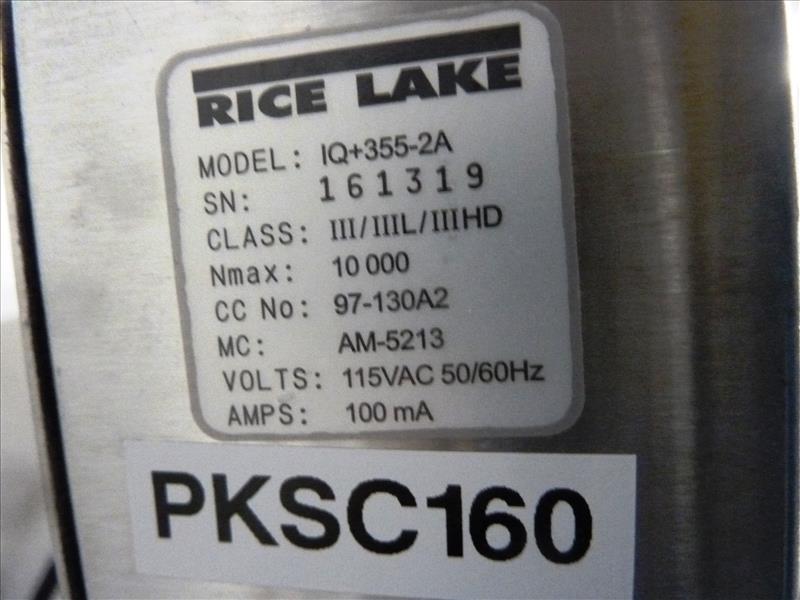 RICE LAKE
MODEL: IQ+355-2A
SN: 161319
CLASS: III/IIIL/IIIHD
Nmax: 10 000
CC No: 97-130A2
MC: AM-5213
VOLTS: 115VAC 50/60Hz
AMPS: 100 mA
PKSC160